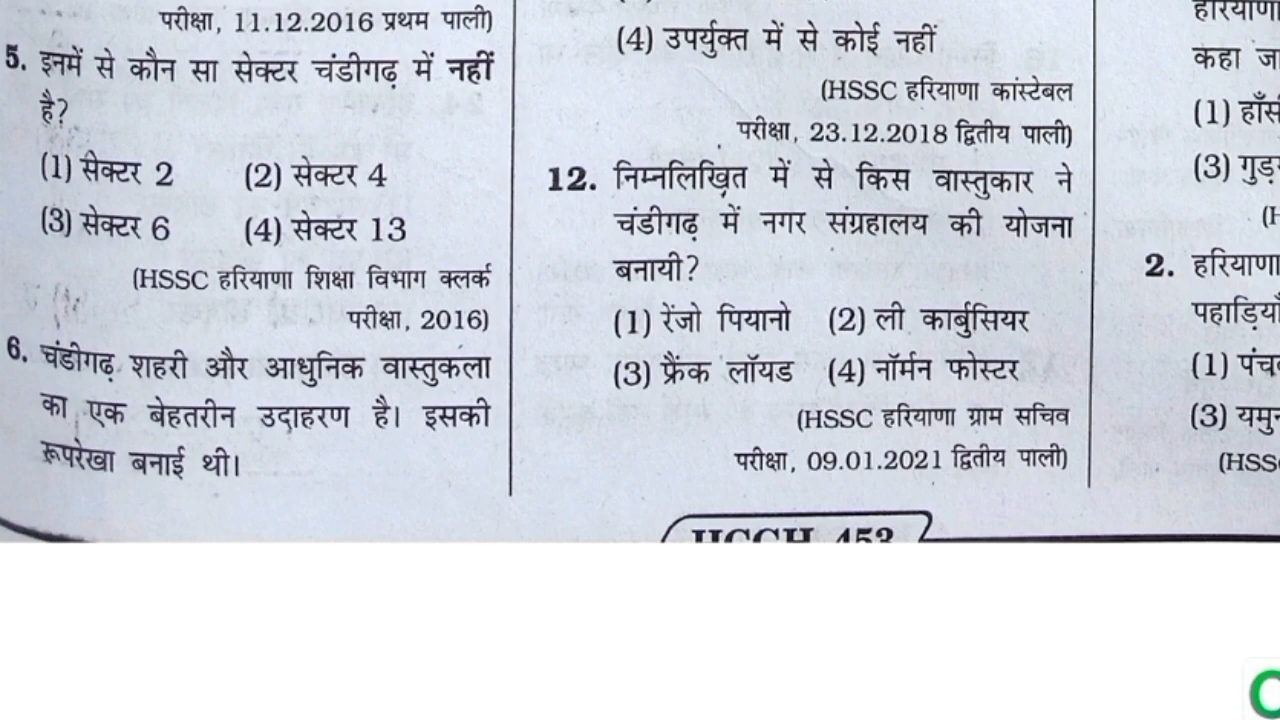 परीक्षा, 11.12.2016 प्रथम पाली)
5. इनमें से कौन सा सेक्टर चंडीगढ़ में नहीं
है?
(1) सेक्टर 2 (2) सेक्टर 4
(3) सेक्टर 6 (4) सेक्टर 13
(HSSC हरियाणा शिक्षा विभाग क्लर्क
परीक्षा, 2016)
6. चंडीगढ़ शहरी और आधुनिक वास्तुकला
का एक बेहतरीन उदाहरण है। इसकी
रूपरेखा बनाई थी।
(4) उपर्युक्त में से कोई नहीं
(HSSC हरियाणा कांस्टेबल
परीक्षा, 23.12.2018 द्वितीय पाली)
12. निम्नलिखित में से किस वास्तुकार ने
चंडीगढ़ में नगर संग्रहालय की योजना
बनायी?
(1) रेंजो पियानो (2) ली कार्बुसियर
(3) फ्रैंक लॉयड (4) नॉर्मन फोस्टर
(HSSC हरियाणा ग्राम सचिव
परीक्षा, 09.01.2021 द्वितीय पाली)
हरियाणा
कहा
(1)
(3)
2. हरियाणा
(1)
(3)